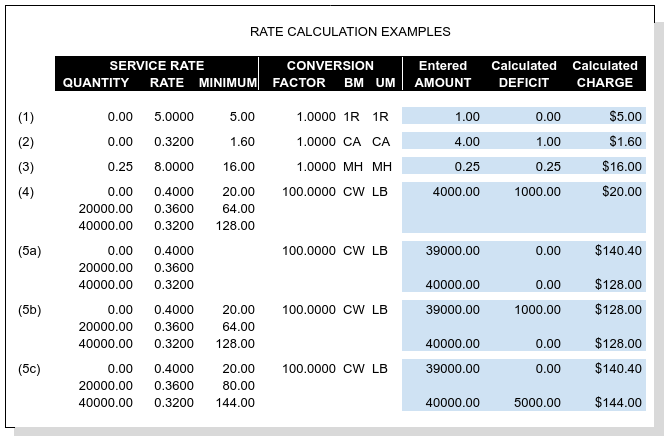 RATE CALCULATION EXAMPLES
SERVICE RATE CONVERSION Entered Calculated Calculated
QUANTITY RATE MINIMUM FACTOR BM UM AMOUNT DEFICIT CHARGE
(1) 0.00 5.0000 5.00 1.0000 1R 1R 1.00 0.00 $5.00
(2) 0.00 0.3200 1.60 1.0000 CA CA 4.00 1.00 $1.60
(3) 0.25 8.0000 16.00 1.0000 MH MH 0.25 0.25 $16.00
(4) 0.00 0.4000 20.00 100.0000 CW LB 4000.00 1000.00 $20.00
20000.00 0.3600 64.00
40000.00 0.3200 128.00
(5a) 0.00 0.4000 100.0000 CW LB 39000.00 0.00 $140.40
20000.00 0.3600
40000.00 0.3200 40000.00 0.00 $128.00
(5b) 0.00 0.4000 20.00 100.0000 CW LB 39000.00 1000.00 $128.00
20000.00 0.3600 64.00
40000.00 0.3200 128.00 40000.00 0.00 $128.00
(5c) 0.00 0.4000 20.00 100.0000 CW LB 39000.00 0.00 $140.40
20000.00 0.3600 80.00
40000.00 0.3200 144.00 40000.00 5000.00 $144.00